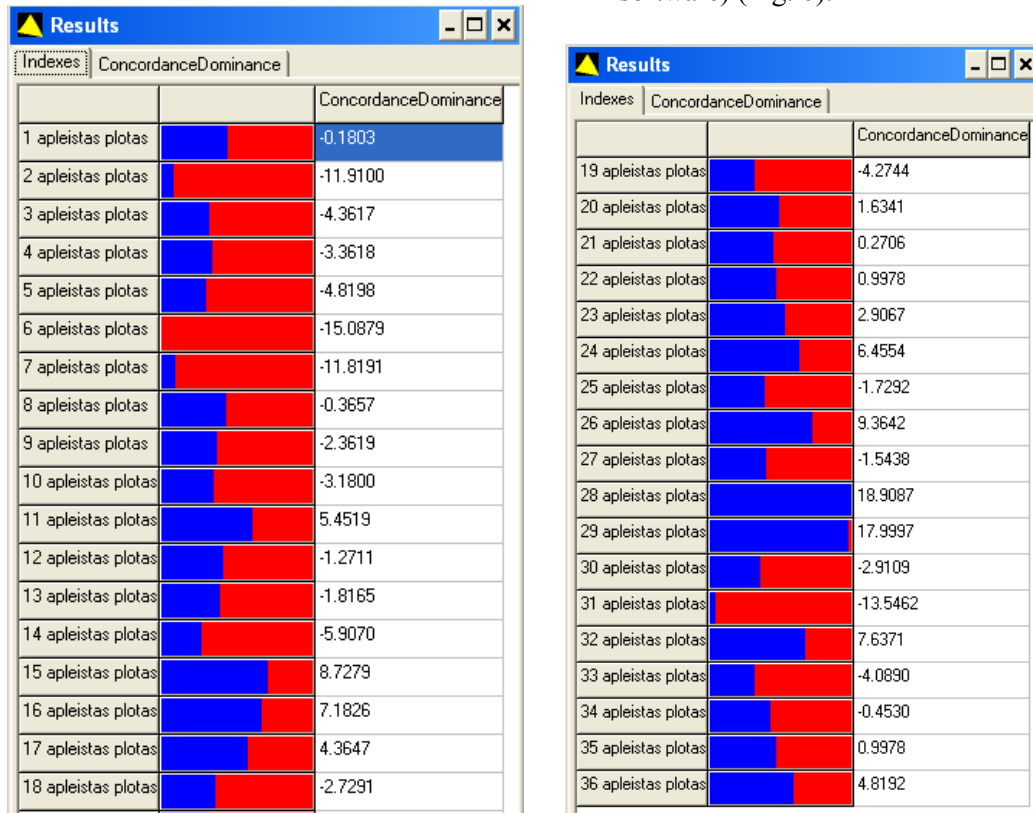 software) (Fig. 6).
Results
Indexes ConcordanceDominance
ConcordanceDominance
1 apleistas plotas -0.1803
2 apleistas plotas -11.9100
3 apleistas plotas -4.3617
4 apleistas plotas -3.3618
5 apleistas plotas -4.8198
6 apleistas plotas -15.0879
7 apleistas plotas -11.8191
8 apleistas plotas -0.3657
9 apleistas plotas -2.3619
10 apleistas plotas -3.1800
11 apleistas plotas 5.4519
12 apleistas plotas -1.2711
13 apleistas plotas -1.8165
14 apleistas plotas -5.9070
15 apleistas plotas 8.7279
16 apleistas plotas 7.1826
17 apleistas plotas 4.3647
18 apleistas plotas -2.7291
Results
Indexes ConcordanceDominance
ConcordanceDominance
19 apleistas plotas -4.2744
20 apleistas plotas 1.6341
21 apleistas plotas 0.2706
22 apleistas plotas 0.9978
23 apleistas plotas 2.9067
24 apleistas plotas 6.4554
25 apleistas plotas -1.7292
26 apleistas plotas 9.3642
27 apleistas plotas -1.5438
28 apleistas plotas 18.9087
29 apleistas plotas 17.9997
30 apleistas plotas -2.9109
31 apleistas plotas -13.5462
32 apleistas plotas 7.6371
33 apleistas plotas -4.0890
34 apleistas plotas -0.4530
35 apleistas plotas 0.9978
36 apleistas plotas 4.8192